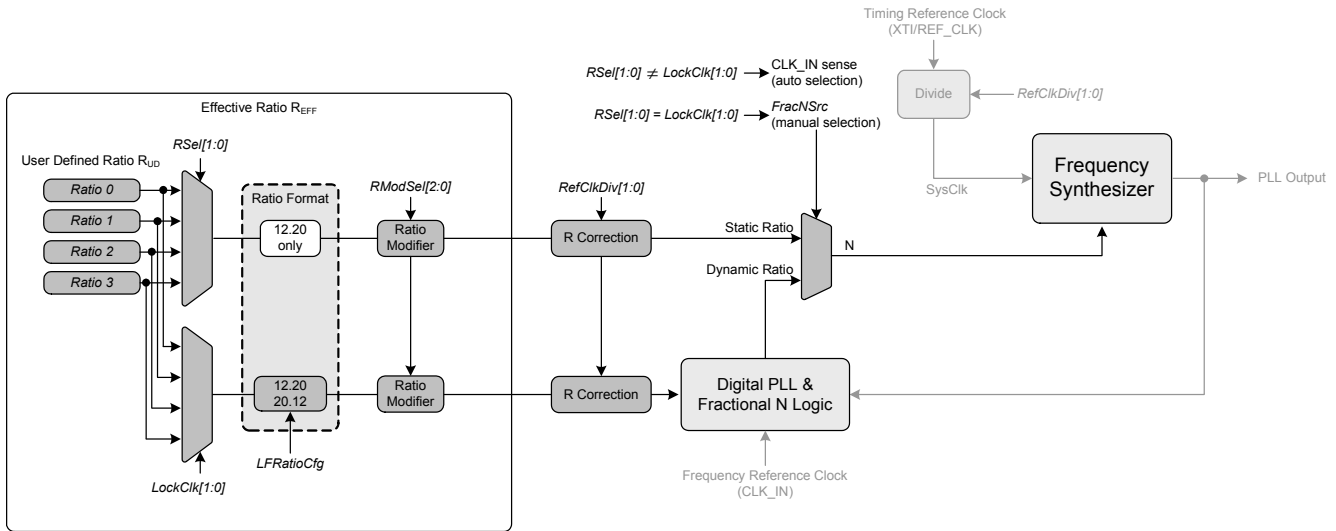 Timing Reference Clock
(XTI/REF_CLK)
RSel[1:0] ≠ LockClk[1:0]
CLK_IN sense
(auto selection)
Divide
RefClkDiv[1:0]
Effective Ratio REFF
RSel[1:0] = LockClk[1:0]
FracNSrc
(manual selection)
RSel[1:0]
User Defined Ratio RUD
Ratio 0
Ratio 1
Ratio 2
Ratio 3
Ratio Format
RModSel[2:0]
RefClkDiv[1:0]
Frequency
Synthesizer
PLL Output
SysClk
12.20
only
Ratio
Modifier
R Correction
Static Ratio
N
Dynamic Ratio
12.20
20.12
Ratio
Modifier
R Correction
Digital PLL &
Fractional N Logic
LFRatioCfg
LockClk[1:0]
Frequency Reference Clock
(CLK_IN)